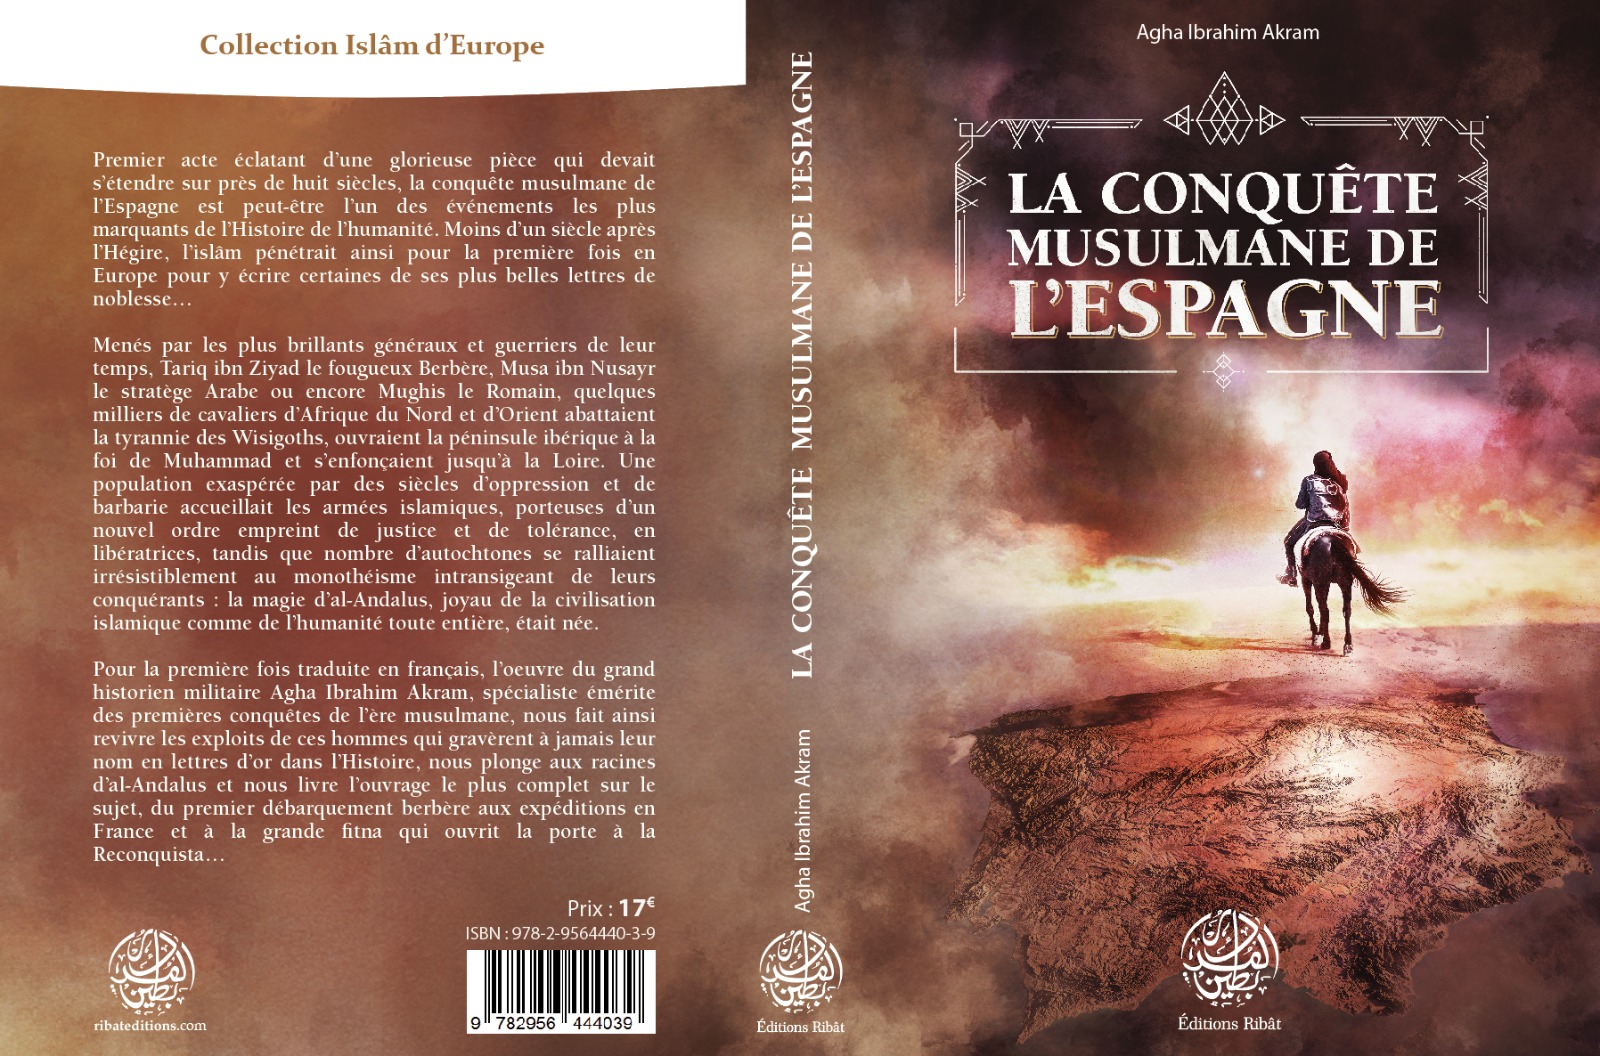 Collection Islâm d’Europe
Premier acte éclatant d’une glorieuse pièce qui devait
s’étendre sur près de huit siècles, la conquête musulmane de
l’Espagne est peut-être l’un des événements les plus
marquants de l’Histoire de l’humanité. Moins d’un siècle après
l’Hégire, l’islâm pénétrait ainsi pour la première fois en
Europe pour y écrire certaines de ses plus belles lettres de
noblesse…
Menés par les plus brillants généraux et guerriers de leur
temps, Tariq ibn Ziyad le fougueux Berbère, Musa ibn Nusayr
le stratège Arabe ou encore Mughis le Romain, quelques
milliers de cavaliers d’Afrique du Nord et d’Orient abattaient
la tyrannie des Wisigoths, ouvraient la péninsule ibérique à la
foi de Muhammad et s’enfonçaient jusqu’à la Loire. Une
population exaspérée par des siècles d’oppression et de
barbarie accueillait les armées islamiques, porteuses d’un
nouvel ordre empreint de justice et de tolérance, en
libératrices, tandis que nombre d’autochtones se ralliaient
irrésistiblement au monothéisme intransigeant de leurs
conquérants : la magie d’al-Andalus, joyau de la civilisation
islamique comme de l’humanité toute entière, était née.
Pour la première fois traduite en français, l’oeuvre du grand
historien militaire Agha Ibrahim Akram, spécialiste émérite
des premières conquêtes de l’ère musulmane, nous fait ainsi
revivre les exploits de ces hommes qui gravèrent à jamais leur
nom en lettres d’or dans l’Histoire, nous plonge aux racines
d’al-Andalus et nous livre l’ouvrage le plus complet sur le
sujet, du premier débarquement berbère aux expéditions en
France et à la grande fitna qui ouvrit la porte à la
Reconquista…
Prix : 17€
ISBN : 978-2-9564440-3-9
9 782956 444039
ribateditions.com
LA CONQUÊTE MUSULMANE DE L’ESPAGNE
Agha Ibrahim Akram
Éditions Ribât
Agha Ibrahim Akram
LA CONQUÊTE
MUSULMANE DE
L’ESPAGNE
Éditions Ribât